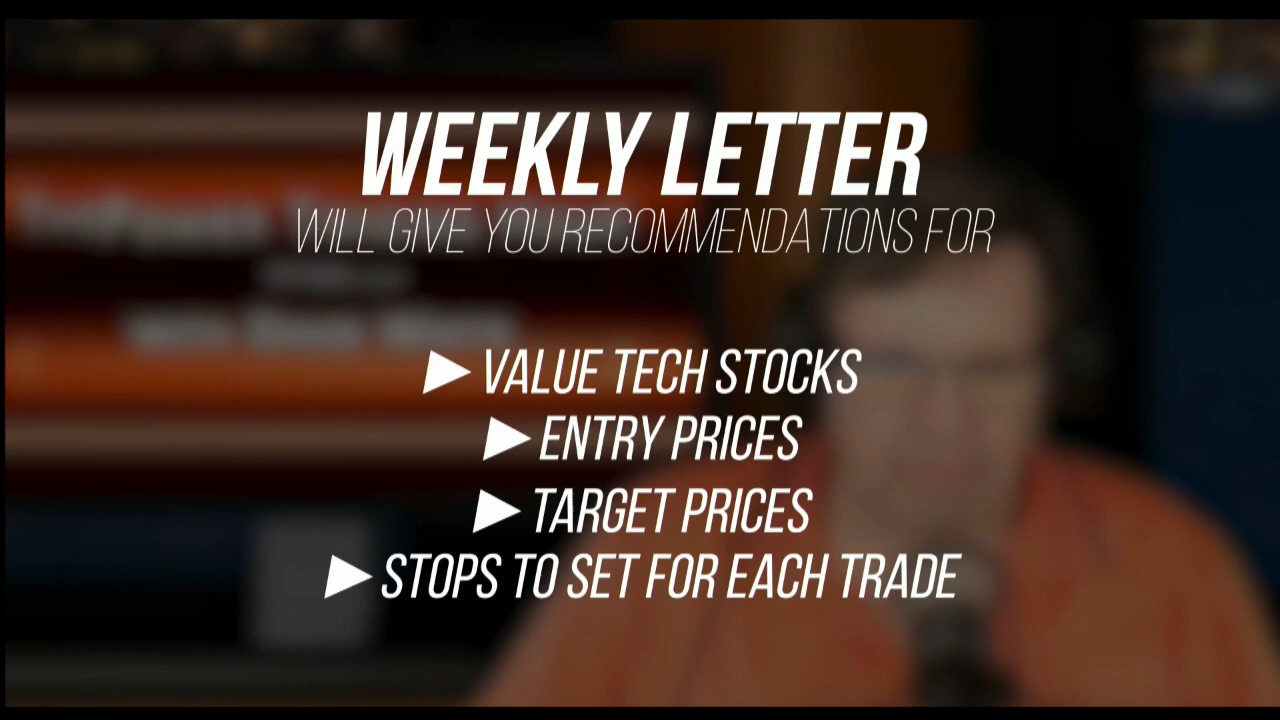 WEEKLY LETTER
WILL GIVE YOU RECOMMENDATIONS FOR
▶ VALUE TECH STOCKS
▶ ENTRY PRICES
▶ TARGET PRICES
▶ STOPS TO SET FOR EACH TRADE